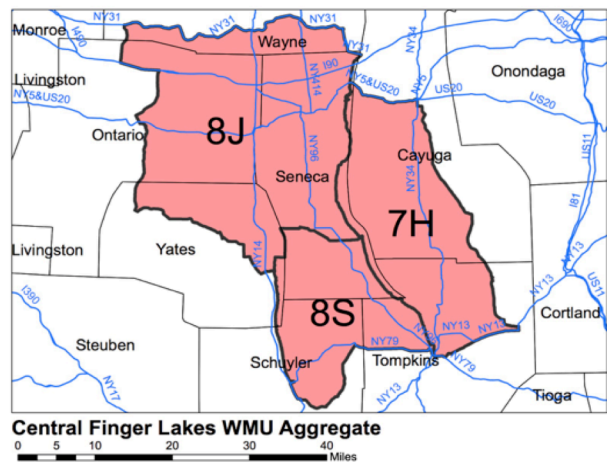 NY31
NY31
NY31
NY34
I690
Monroe
I490
Wayne
NY31
I90
NY5
Onondaga
Livingston
NY414
NY5&US20
US20
US20
NY5&US20
Ontario
8J
NY96
Cayuga
US11
Seneca
NY34
7H
I81
Livingston
Yates
NY14
NY13
US11
I390
8S
NY13
NY13
Cortland
Steuben
NY79
Schuyler
Tompkins
NY79
NY17
NY13
Tioga
Central Finger Lakes WMU Aggregate
0 5 10 20 30 40
Miles